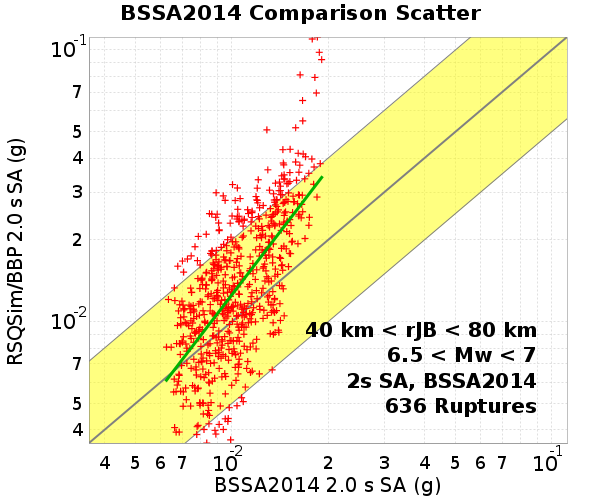 BSSA2014 Comparison Scatter
RSQSim/BBP 2.0 s SA (g)
10-1
7
5
4
3
2
10-2
7
5
4
40 km < rJB < 80 km
6.5 < Mw < 7
2s SA, BSSA2014
636 Ruptures
4 5 6 7 10-2 2 3 4 5 6 7 10-1
BSSA2014 2.0 s SA (g)